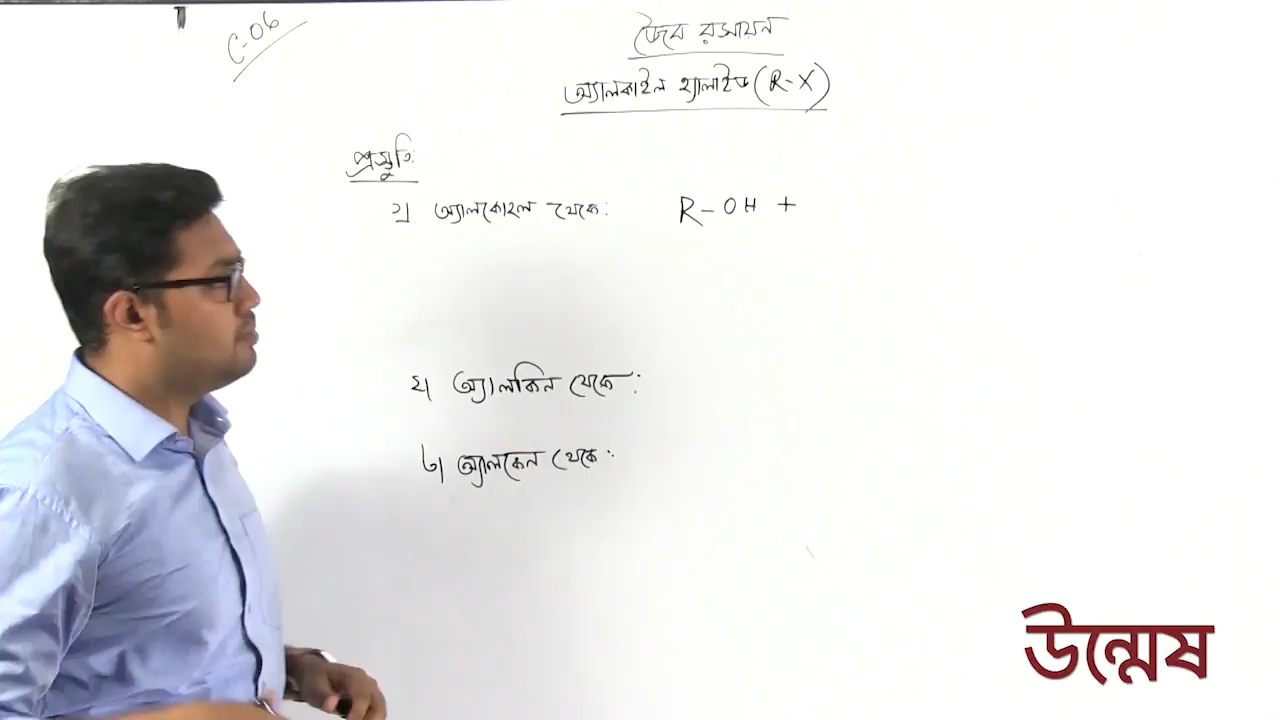 C-06
জৈব রসায়ন
অ্যালকাইল হ্যালাইড (R-X)
প্রস্তুতি:
১) অ্যালকোহল থেকে: R-OH +
২) অ্যালকিন থেকে:
৩) অ্যালকেন থেকে:
উন্মেষ